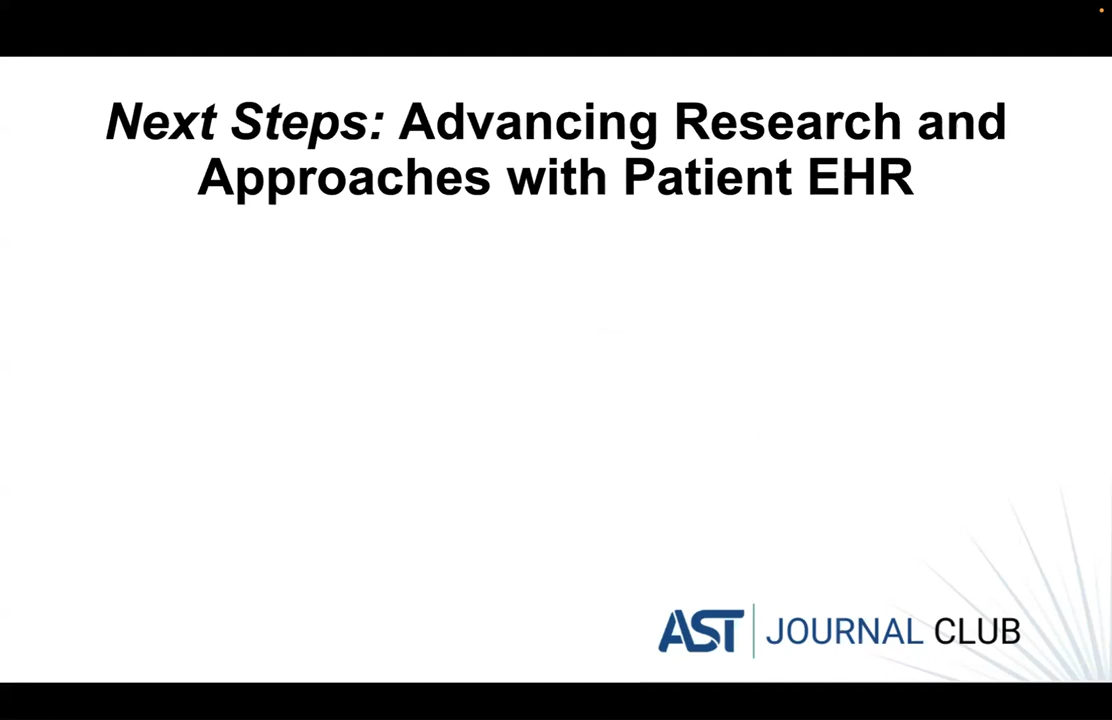 Next Steps: Advancing Research and
Approaches with Patient EHR
AST JOURNAL CLUB